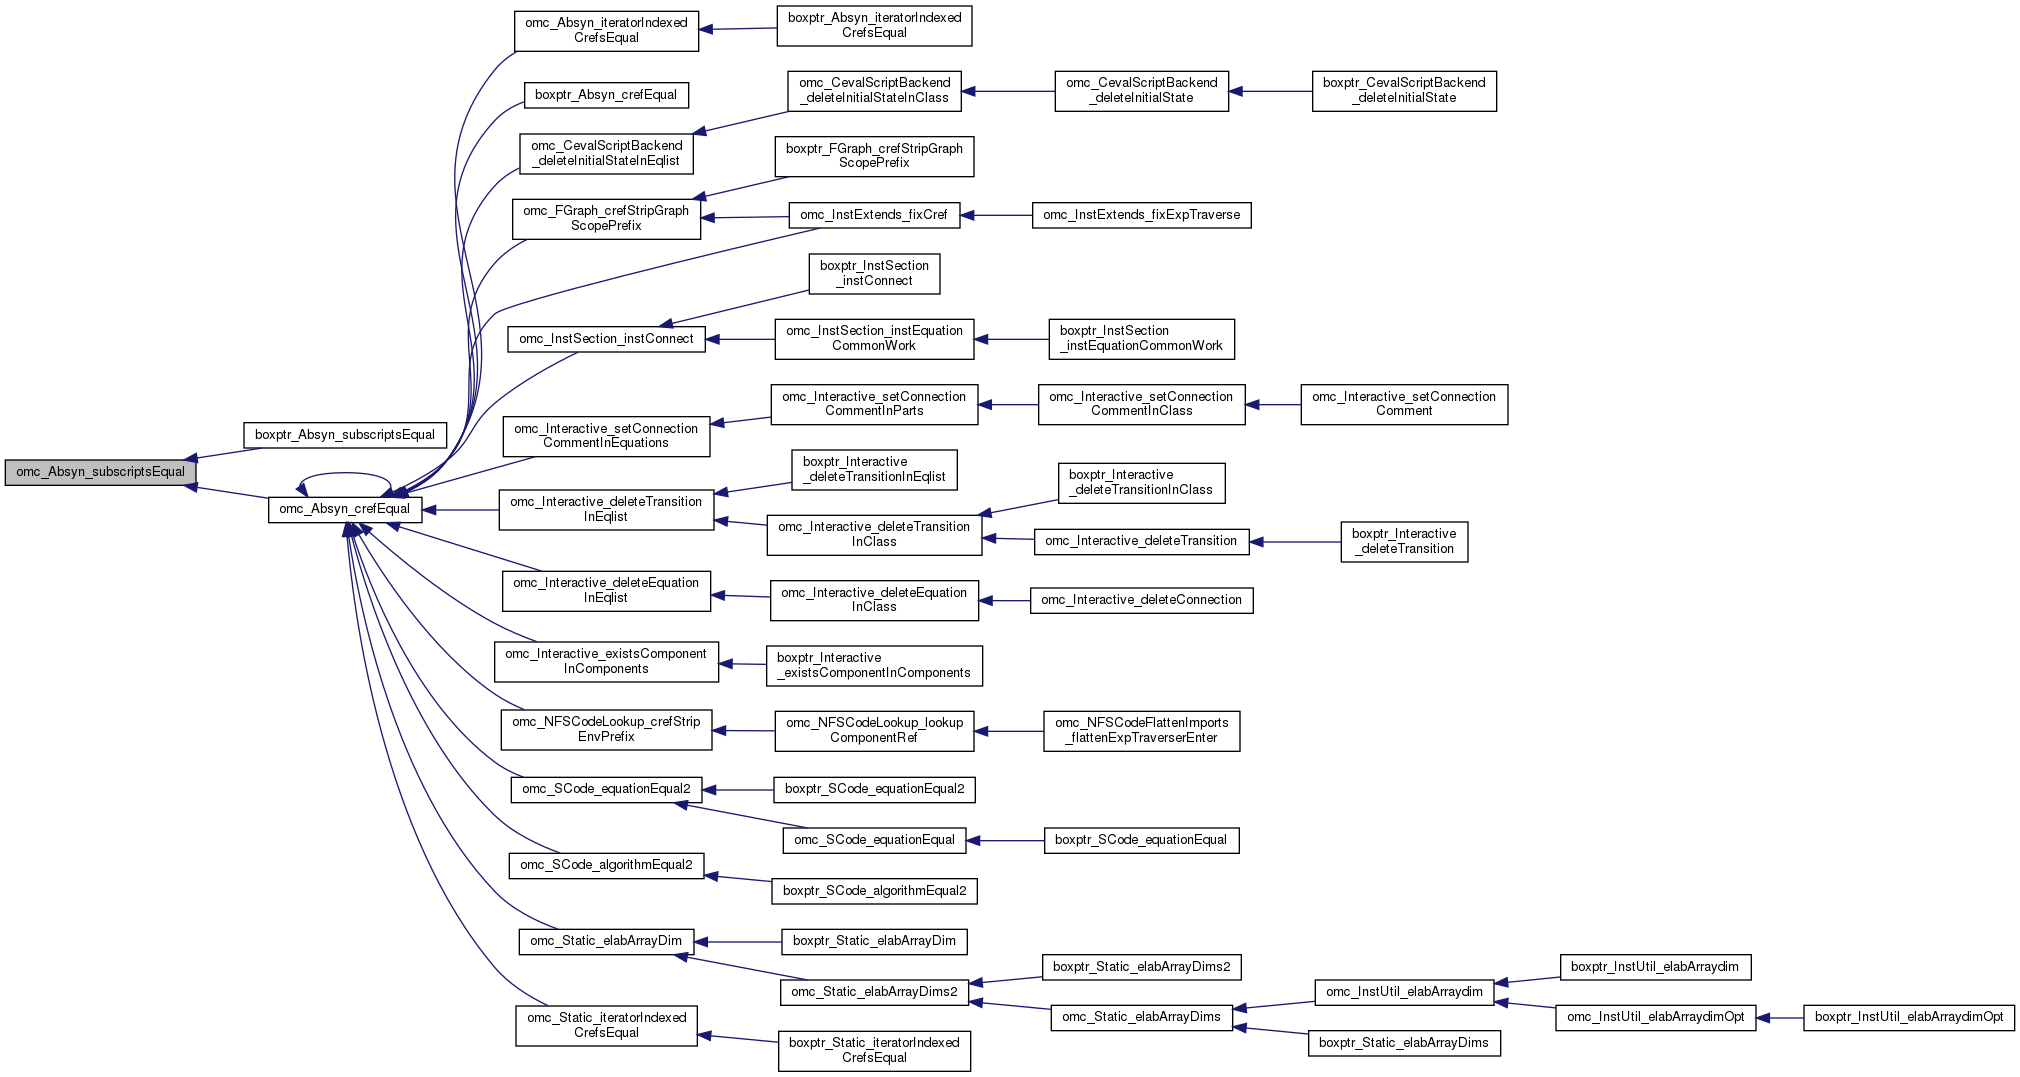 omc_Absyn_subscriptsEqual
boxptr_Absyn_subscriptsEqual
omc_Absyn_crefEqual
omc_Absyn_iteratorIndexed
CrefsEqual
boxptr_Absyn_iteratorIndexed
CrefsEqual
boxptr_Absyn_crefEqual
omc_CevalScriptBackend
_deleteInitialStateInEqlist
omc_CevalScriptBackend
_deleteInitialStateInClass
omc_CevalScriptBackend
_deleteInitialState
boxptr_CevalScriptBackend
_deleteInitialState
omc_FGraph_crefStripGraph
ScopePrefix
boxptr_FGraph_crefStripGraph
ScopePrefix
omc_InstExtends_fixCref
omc_InstExtends_fixExpTraverse
omc_InstSection_instConnect
boxptr_InstSection
_instConnect
omc_InstSection_instEquation
CommonWork
boxptr_InstSection
_instEquationCommonWork
omc_Interactive_setConnection
CommentInEquations
omc_Interactive_setConnection
CommentInParts
omc_Interactive_setConnection
CommentInClass
omc_Interactive_setConnection
Comment
omc_Interactive_deleteTransition
InEqlist
boxptr_Interactive
_deleteTransitionInEqlist
omc_Interactive_deleteTransition
InClass
boxptr_Interactive
_deleteTransitionInClass
omc_Interactive_deleteTransition
boxptr_Interactive
_deleteTransition
omc_Interactive_deleteEquation
InEqlist
omc_Interactive_deleteEquation
InClass
omc_Interactive_deleteConnection
omc_Interactive_existsComponent
InComponents
boxptr_Interactive
_existsComponentInComponents
omc_NFSCodeLookup_crefStrip
EnvPrefix
omc_NFSCodeLookup_lookup
ComponentRef
omc_NFSCodeFlattenImports
_flattenExpTraverserEnter
omc_SCode_equationEqual2
boxptr_SCode_equationEqual2
omc_SCode_equationEqual
boxptr_SCode_equationEqual
omc_SCode_algorithmEqual2
boxptr_SCode_algorithmEqual2
omc_Static_elabArrayDim
boxptr_Static_elabArrayDim
omc_Static_elabArrayDims2
boxptr_Static_elabArrayDims2
omc_Static_elabArrayDims
omc_InstUtil_elabArraydim
boxptr_InstUtil_elabArraydim
omc_InstUtil_elabArraydimOpt
boxptr_InstUtil_elabArraydimOpt
boxptr_Static_elabArrayDims
omc_Static_iteratorIndexed
CrefsEqual
boxptr_Static_iteratorIndexed
CrefsEqual